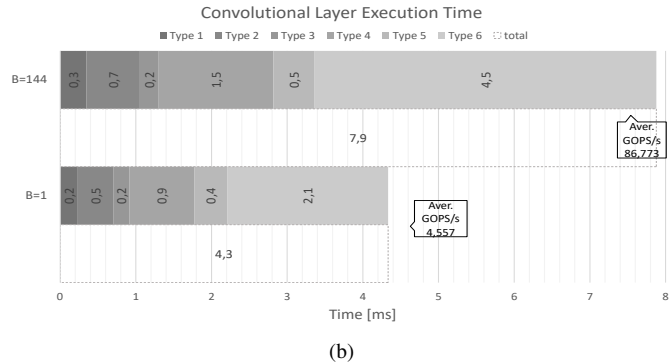 Convolutional Layer Execution Time
Type 1 Type 2 Type 3 Type 4 Type 5 Type 6 total
B=144
0,3 0,7 0,2 1,5 0,5 4,5
7,9
Aver.
GOPS/s
86,773
B=1
0,2 0,5 0,2 0,9 0,4 2,1
4,3
Aver.
GOPS/s
4,557
0 1 2 3 4 5 6 7 8
Time [ms]
(b)